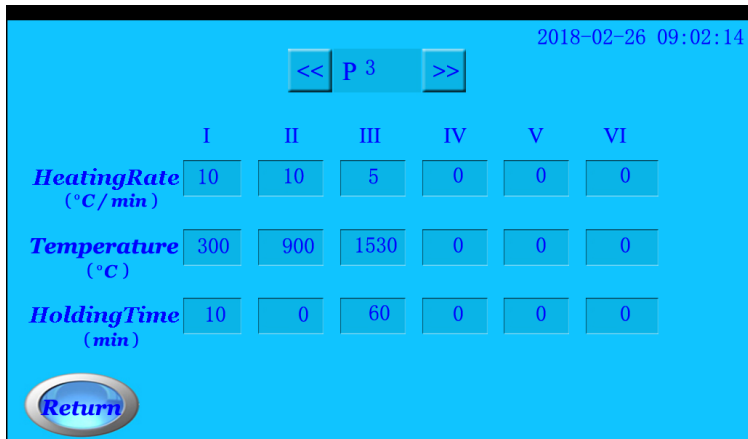 2018-02-26 09:02:14
<< P 3 >>
I II III IV V VI
HeatingRate 10 10 5 0 0 0
(°C/min)
Temperature 300 900 1530 0 0 0
(°C)
HoldingTime 10 0 60 0 0 0
(min)
Return